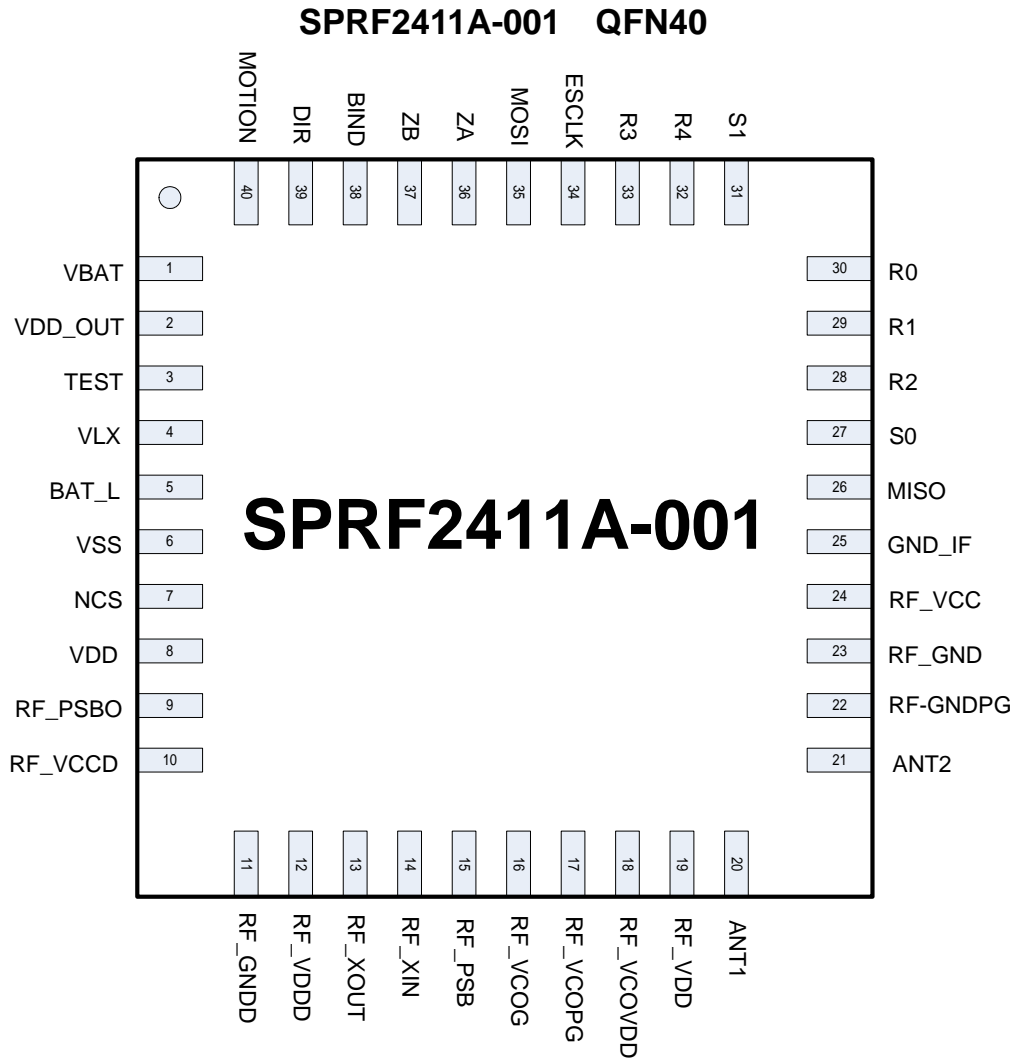 SPRF2411A-001 QFN40
MOTION
DIR
BIND
ZB
ZA
MOSI
ESCLK
R3
R4
S1
40
39
38
37
36
35
34
33
32
31
VBAT 1
VDD_OUT 2
TEST 3
VLX 4
BAT_L 5
VSS 6
NCS 7
VDD 8
RF_PSBO 9
RF_VCCD 10
SPRF2411A-001
30 R0
29 R1
28 R2
27 S0
26 MISO
25 GND_IF
24 RF_VCC
23 RF_GND
22 RF-GNDPG
21 ANT2
11
12
13
14
15
16
17
18
19
20
RF_GNDD
RF_VDDD
RF_XOUT
RF_XIN
RF_PSB
RF_VCOG
RF_VCOPG
RF_VCOVDD
RF_VDD
ANT1